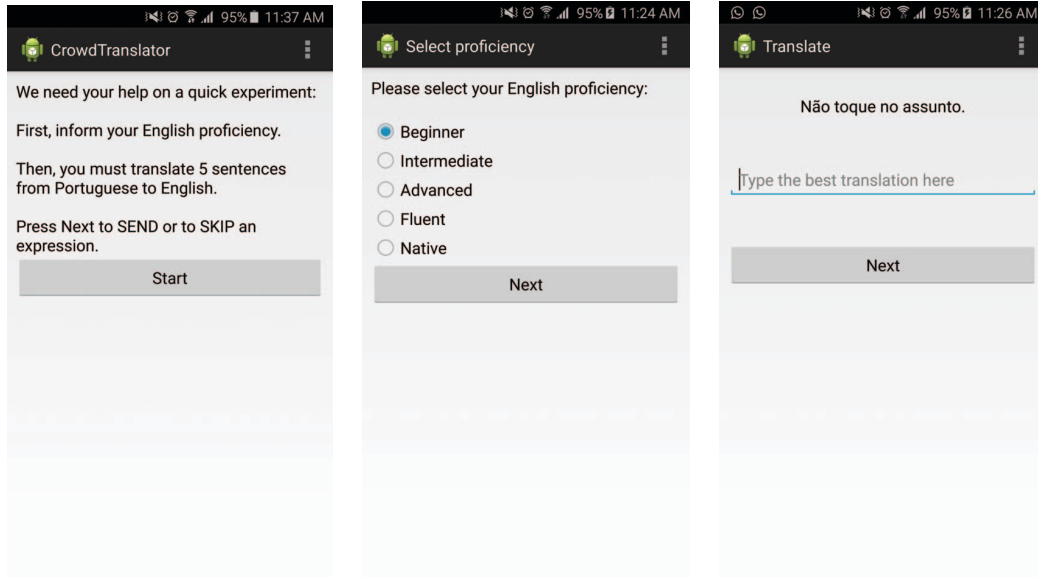 95% 11:37 AM
CrowdTranslator
We need your help on a quick experiment:
First, inform your English proficiency.
Then, you must translate 5 sentences
from Portuguese to English.
Press Next to SEND or to SKIP an
expression.
Start
95% 11:24 AM
Select proficiency
Please select your English proficiency:
Beginner
Intermediate
Advanced
Fluent
Native
Next
95% 11:26 AM
Translate
Não toque no assunto.
Type the best translation here
Next